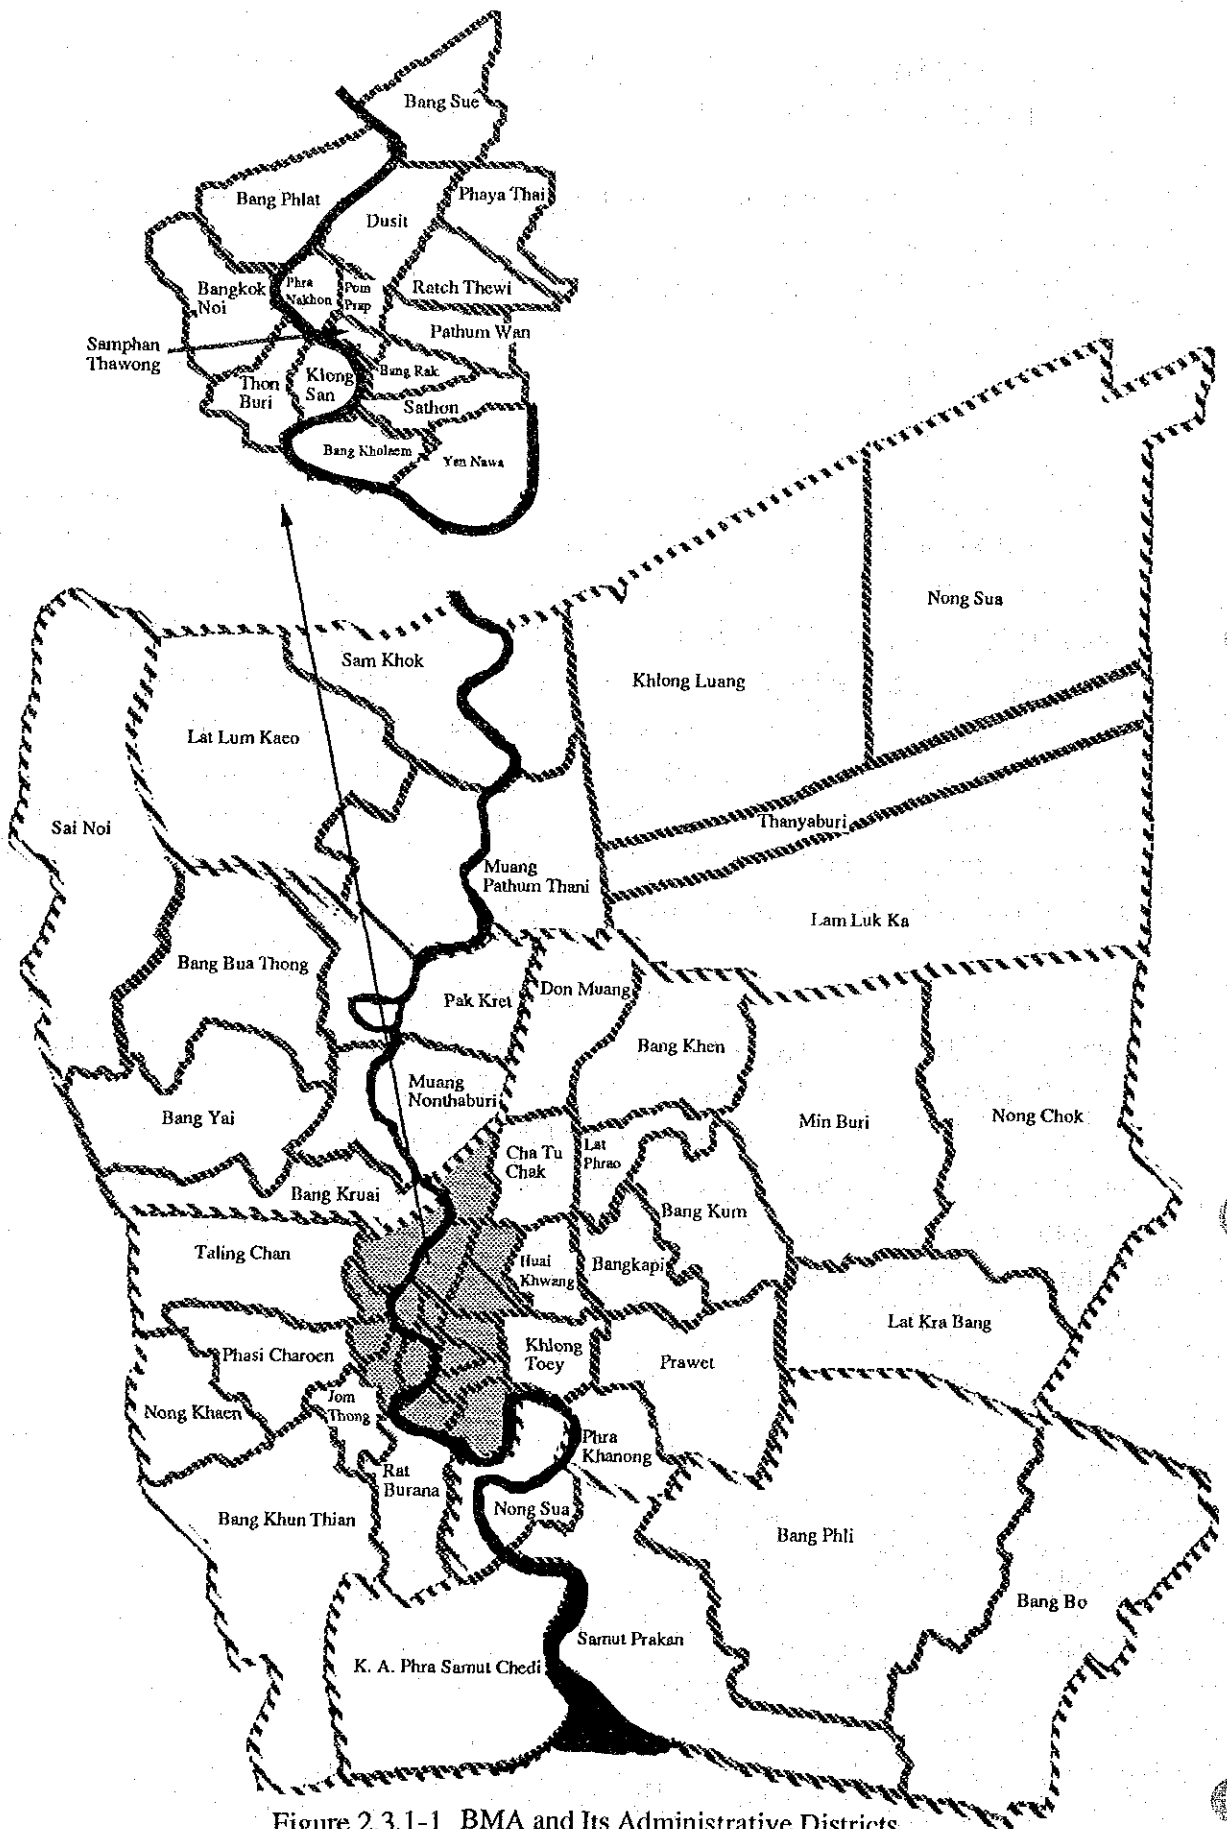 Bang Sue
Bang Phlat
Phaya Thai
Dusit
Bangkok
Noi
Phra
Nakhon
Pom
Prap
Ratch Thewi
Pathum Wan
Samphan
Thawong
Thon
Buri
Klong
San
Bang Rak
Sathon
Bang Kholaem
Yen Nawa
Nong Sua
Sam Khok
Khlong Luang
Lat Lum Kaeo
Sai Noi
Thanyaburi
Muang
Pathum Thani
Lam Luk Ka
Bang Bua Thong
Pak Kret
Don Muang
Bang Khen
Muang
Nonthaburi
Bang Yai
Min Buri
Nong Chok
Cha Tu
Chak
Lat
Phrao
Bang Kruai
Bang Kum
Taling Chan
Huai
Khwang
Bangkapi
Lat Kra Bang
Phasi Charoen
Khlong
Toey
Prawet
Nong Khaen
Jom
Thong
Phra
Khanong
Rat
Burana
Nong Sua
Bang Khun Thian
Bang Phli
Bang Bo
Samut Prakan
K. A. Phra Samut Chedi
Figure 2.3.1-1 BMA and Its Administrative Districts